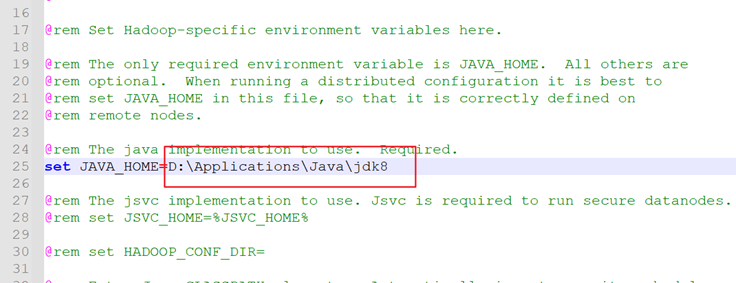 16
17 @rem Set Hadoop-specific environment variables here.
18
19 @rem The only required environment variable is JAVA_HOME.  All others are
20 @rem optional.  When running a distributed configuration it is best to
21 @rem set JAVA_HOME in this file, so that it is correctly defined on
22 @rem remote nodes.
23
24 @rem The java implementation to use.  Required.
25 set JAVA_HOME=D:\Applications\Java\jdk8
26
27 @rem The jsvc implementation to use. Jsvc is required to run secure datanodes.
28 @rem set JSVC_HOME=%JSVC_HOME%
29
30 @rem set HADOOP_CONF_DIR=
31